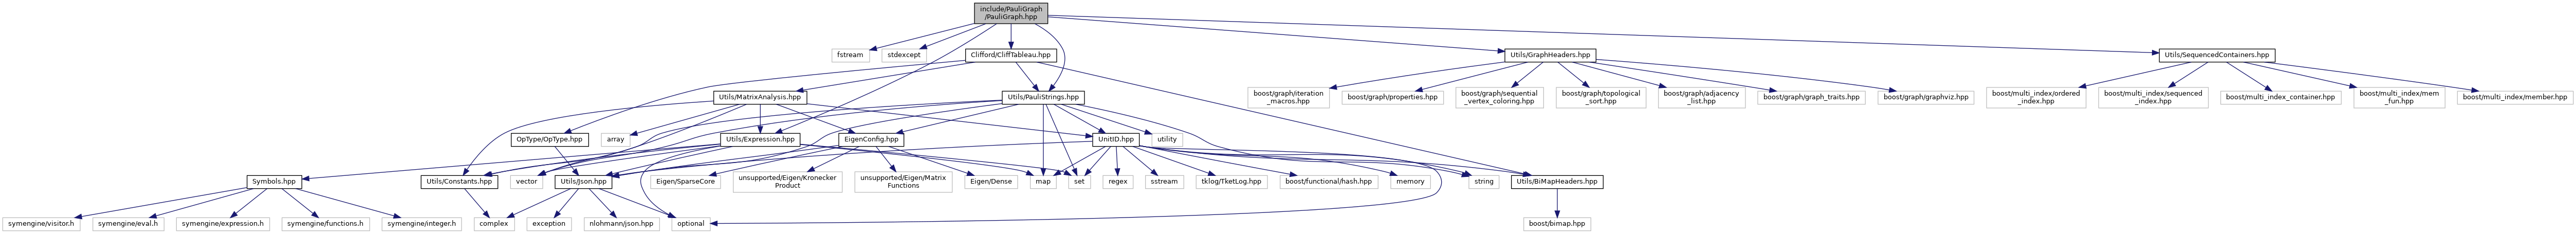 include/PauliGraph
/PauliGraph.hpp
fstream
stdexcept
Clifford/CliffTableau.hpp
Utils/GraphHeaders.hpp
Utils/SequencedContainers.hpp
Utils/MatrixAnalysis.hpp
Utils/PauliStrings.hpp
boost/graph/iteration
_macros.hpp
boost/graph/properties.hpp
boost/graph/sequential
_vertex_coloring.hpp
boost/graph/topological
_sort.hpp
boost/graph/adjacency
_list.hpp
boost/graph/graph_traits.hpp
boost/graph/graphviz.hpp
boost/multi_index/ordered
_index.hpp
boost/multi_index/sequenced
_index.hpp
boost/multi_index_container.hpp
boost/multi_index/mem
_fun.hpp
boost/multi_index/member.hpp
OpType/OpType.hpp
array
Utils/Expression.hpp
EigenConfig.hpp
UnitID.hpp
utility
Symbols.hpp
Utils/Constants.hpp
vector
Utils/Json.hpp
Eigen/SparseCore
unsupported/Eigen/Kronecker
Product
unsupported/Eigen/Matrix
Functions
Eigen/Dense
map
set
regex
sstream
tklog/TketLog.hpp
boost/functional/hash.hpp
memory
string
Utils/BiMapHeaders.hpp
symengine/visitor.h
symengine/eval.h
symengine/expression.h
symengine/functions.h
symengine/integer.h
complex
exception
nlohmann/json.hpp
optional
boost/bimap.hpp